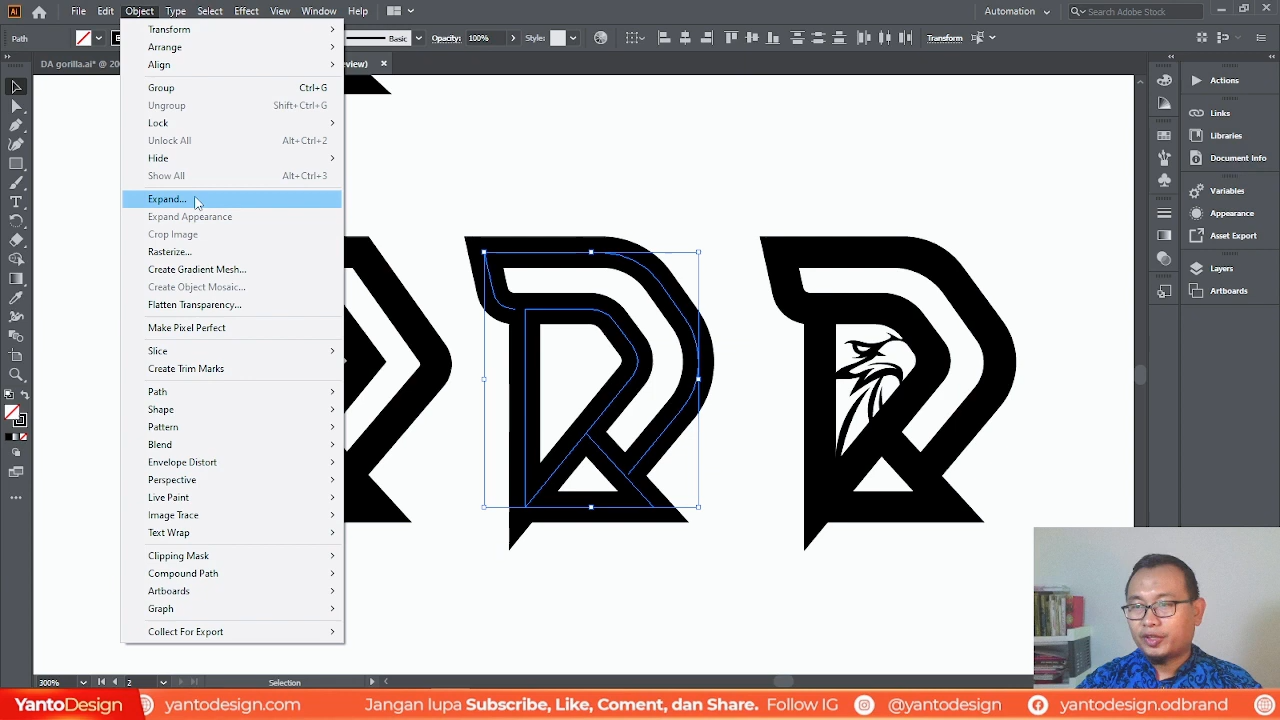 Ai File Edit Object Type Select Effect View Window Help Automation Search Adobe Stock
Path Basic Opacity: 100% Style: Transform
DA gorilla.ai* @ 200 view)
Transform
Arrange
Align
Group Ctrl+G
Ungroup Shift+Ctrl+G
Lock
Unlock All Alt+Ctrl+2
Hide
Show All Alt+Ctrl+3
Expand...
Expand Appearance
Crop Image
Rasterize...
Create Gradient Mesh...
Create Object Mosaic...
Flatten Transparency...
Make Pixel Perfect
Slice
Create Trim Marks
Path
Shape
Pattern
Blend
Envelope Distort
Perspective
Live Paint
Image Trace
Text Wrap
Clipping Mask
Compound Path
Artboards
Graph
Collect For Export
Actions
Links
Libraries
Document Info
Variables
Appearance
Asset Export
Layers
Artboards
300% 2 Selection
YantoDesign yantodesign.com Jangan lupa Subscribe, Like, Coment, dan Share. Follow IG @yantodesign yantodesign.odbrand